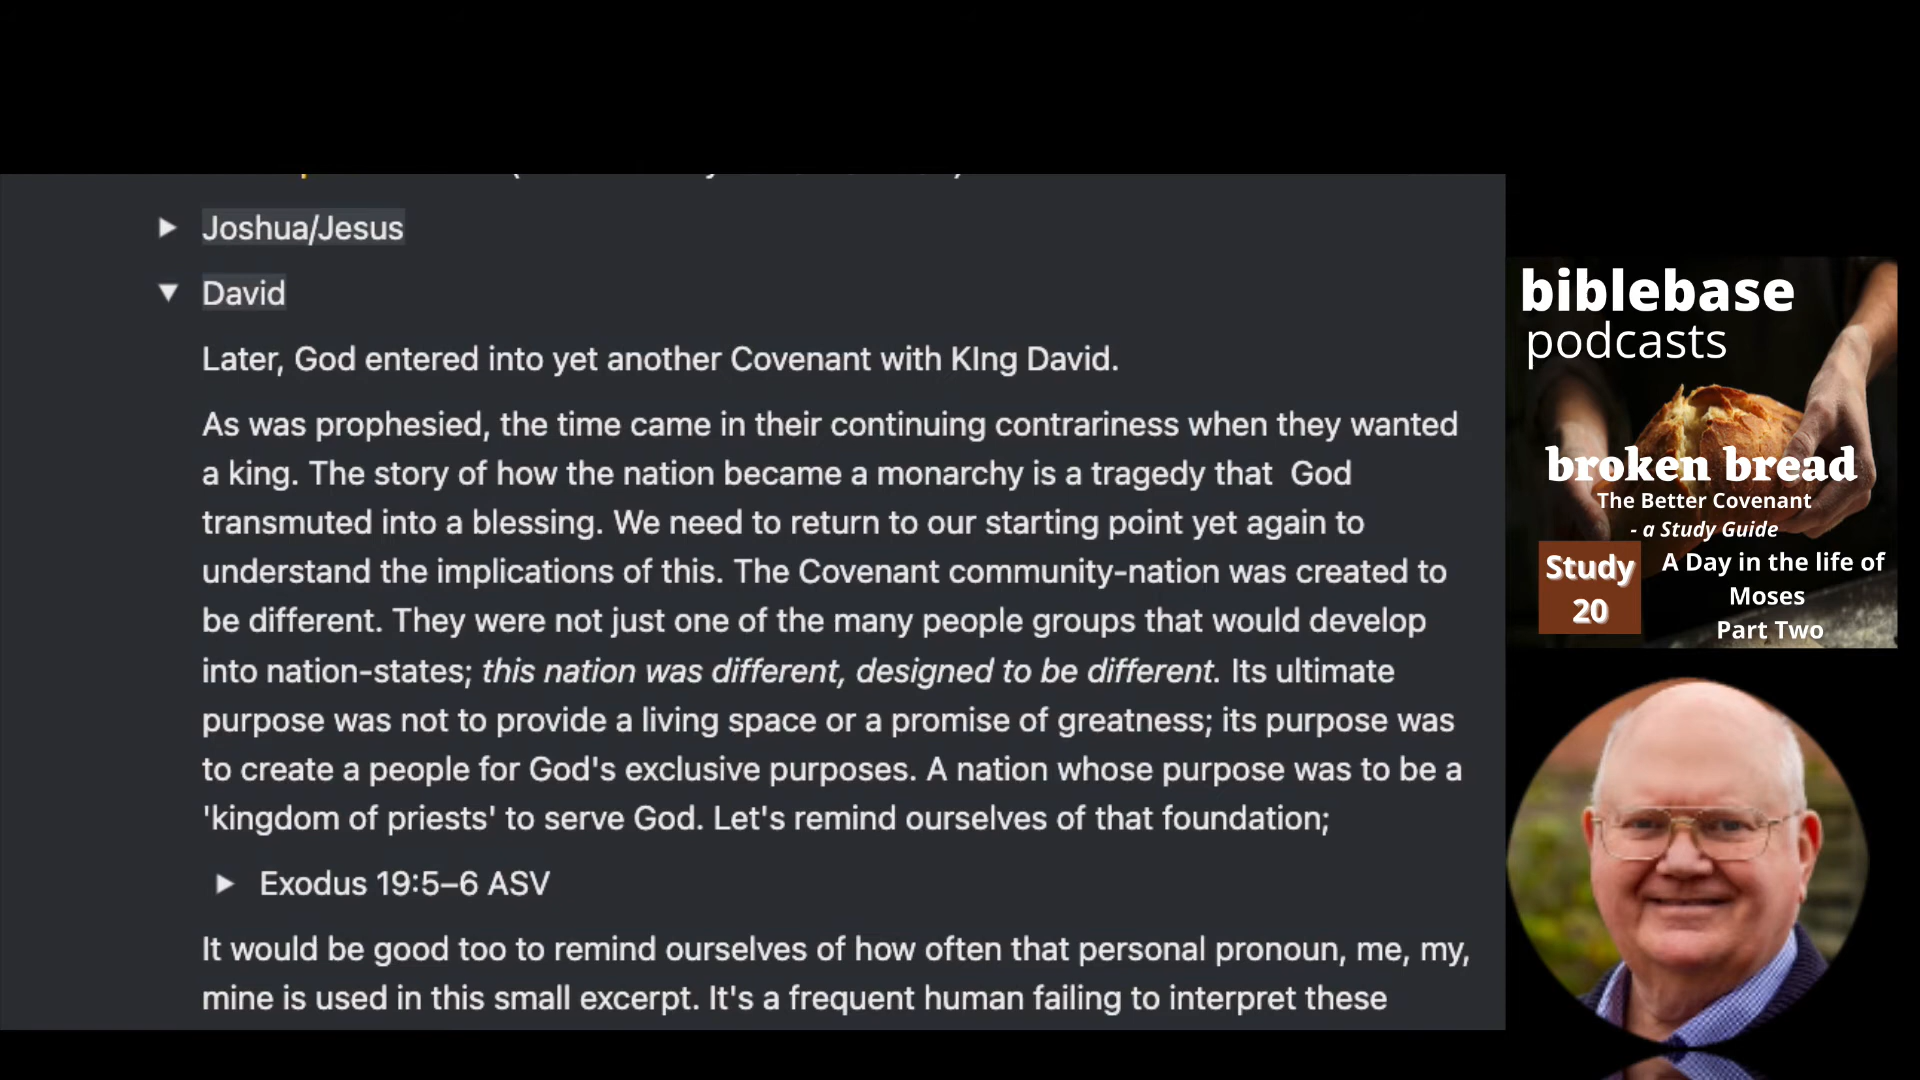 Joshua/Jesus
David
Later, God entered into yet another Covenant with KIng David.
As was prophesied, the time came in their continuing contrariness when they wanted
a king. The story of how the nation became a monarchy is a tragedy that  God
transmuted into a blessing. We need to return to our starting point yet again to
understand the implications of this. The Covenant community-nation was created to
be different. They were not just one of the many people groups that would develop
into nation-states; this nation was different, designed to be different. Its ultimate
purpose was not to provide a living space or a promise of greatness; its purpose was
to create a people for God's exclusive purposes. A nation whose purpose was to be a
'kingdom of priests' to serve God. Let's remind ourselves of that foundation;
Exodus 19:5–6 ASV
It would be good too to remind ourselves of how often that personal pronoun, me, my,
mine is used in this small excerpt. It's a frequent human failing to interpret these
biblebase
podcasts
broken bread
The Better Covenant
- a Study Guide
Study
20
A Day in the life of
Moses
Part Two